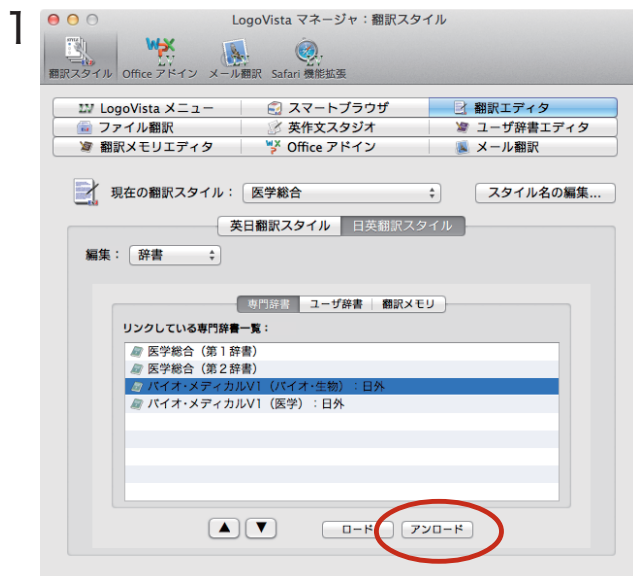 1
LogoVista マネージャ：翻訳スタイル
翻訳スタイル Office アドイン メール翻訳 Safari 機能拡張
LogoVista メニュー スマートブラウザ 翻訳エディタ
ファイル翻訳 英作文スタジオ ユーザ辞書エディタ
翻訳メモリエディタ Office アドイン メール翻訳
現在の翻訳スタイル： 医学総合 スタイル名の編集...
英日翻訳スタイル 日英翻訳スタイル
編集： 辞書
専門辞書 ユーザ辞書 翻訳メモリ
リンクしている専門辞書一覧：
医学総合（第１辞書）
医学総合（第２辞書）
バイオ･メディカルV1（バイオ･生物）：日外
バイオ･メディカルV1（医学）：日外
▲ ▼ ロード アンロード